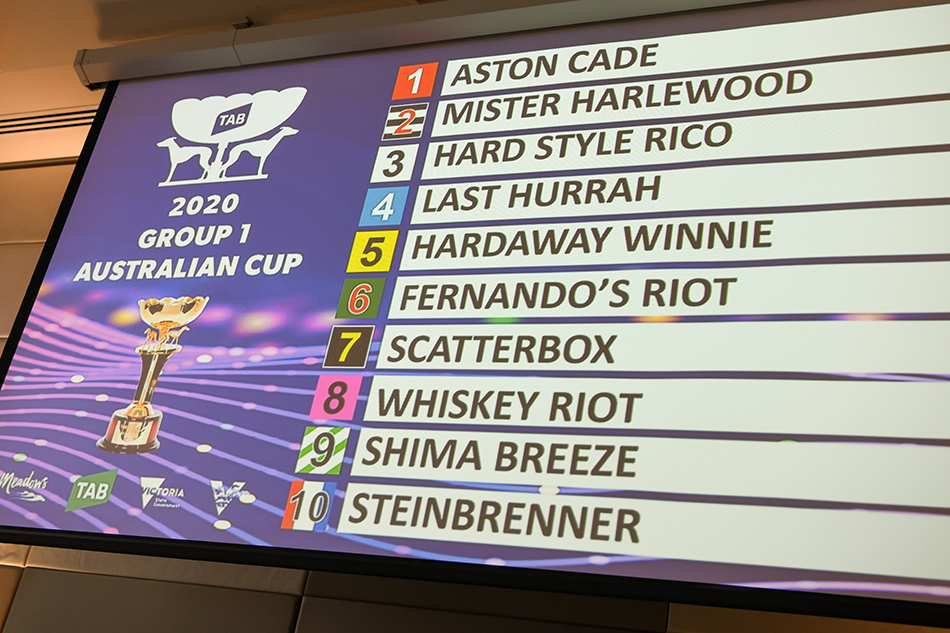 TAB
2020
GROUP 1
AUSTRALIAN CUP
1 ASTON CADE
2 MISTER HARLEWOOD
3 HARD STYLE RICO
4 LAST HURRAH
5 HARDAWAY WINNIE
6 FERNANDO'S RIOT
7 SCATTERBOX
8 WHISKEY RIOT
9 SHIMA BREEZE
10 STEINBRENNER
Meadows
TAB
VICTORIA
State
Government